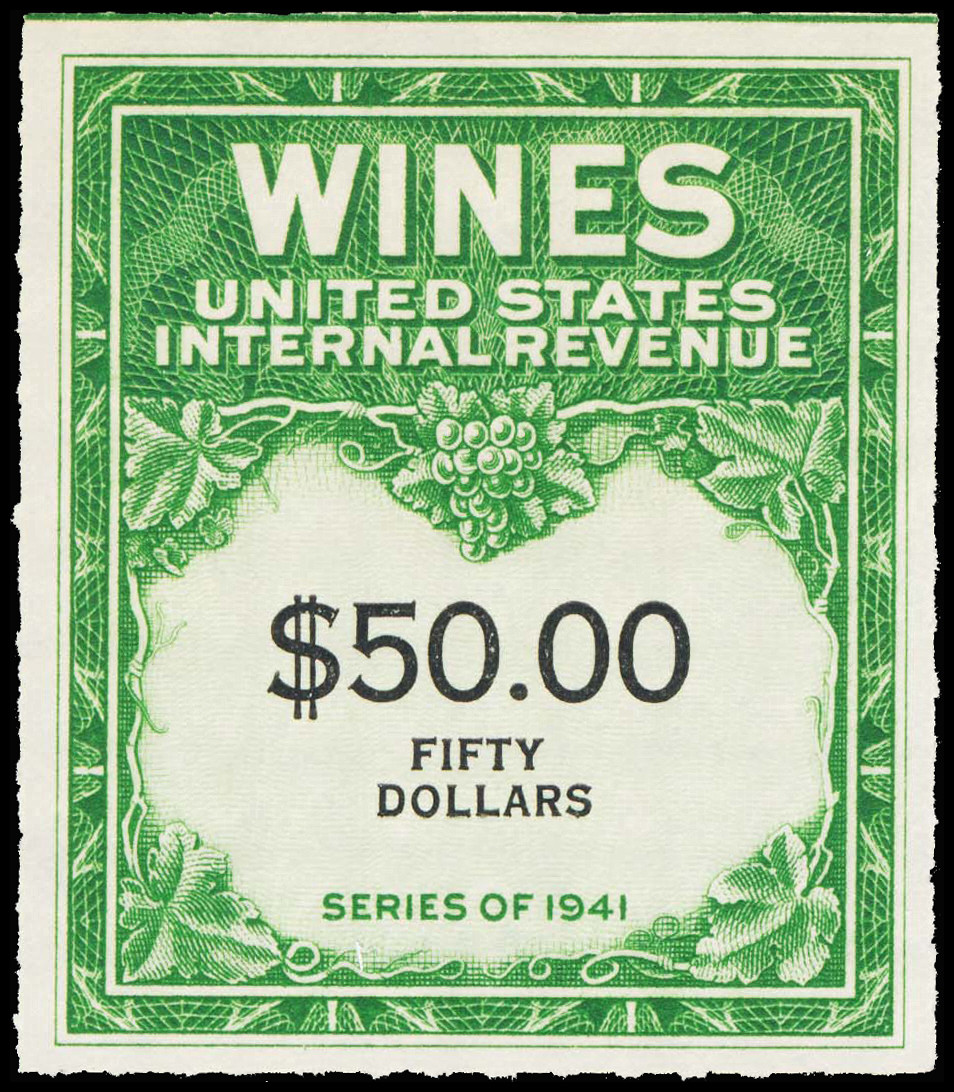 WINES
UNITED STATES
INTERNAL REVENUE
$50.00
FIFTY
DOLLARS
SERIES OF 1941